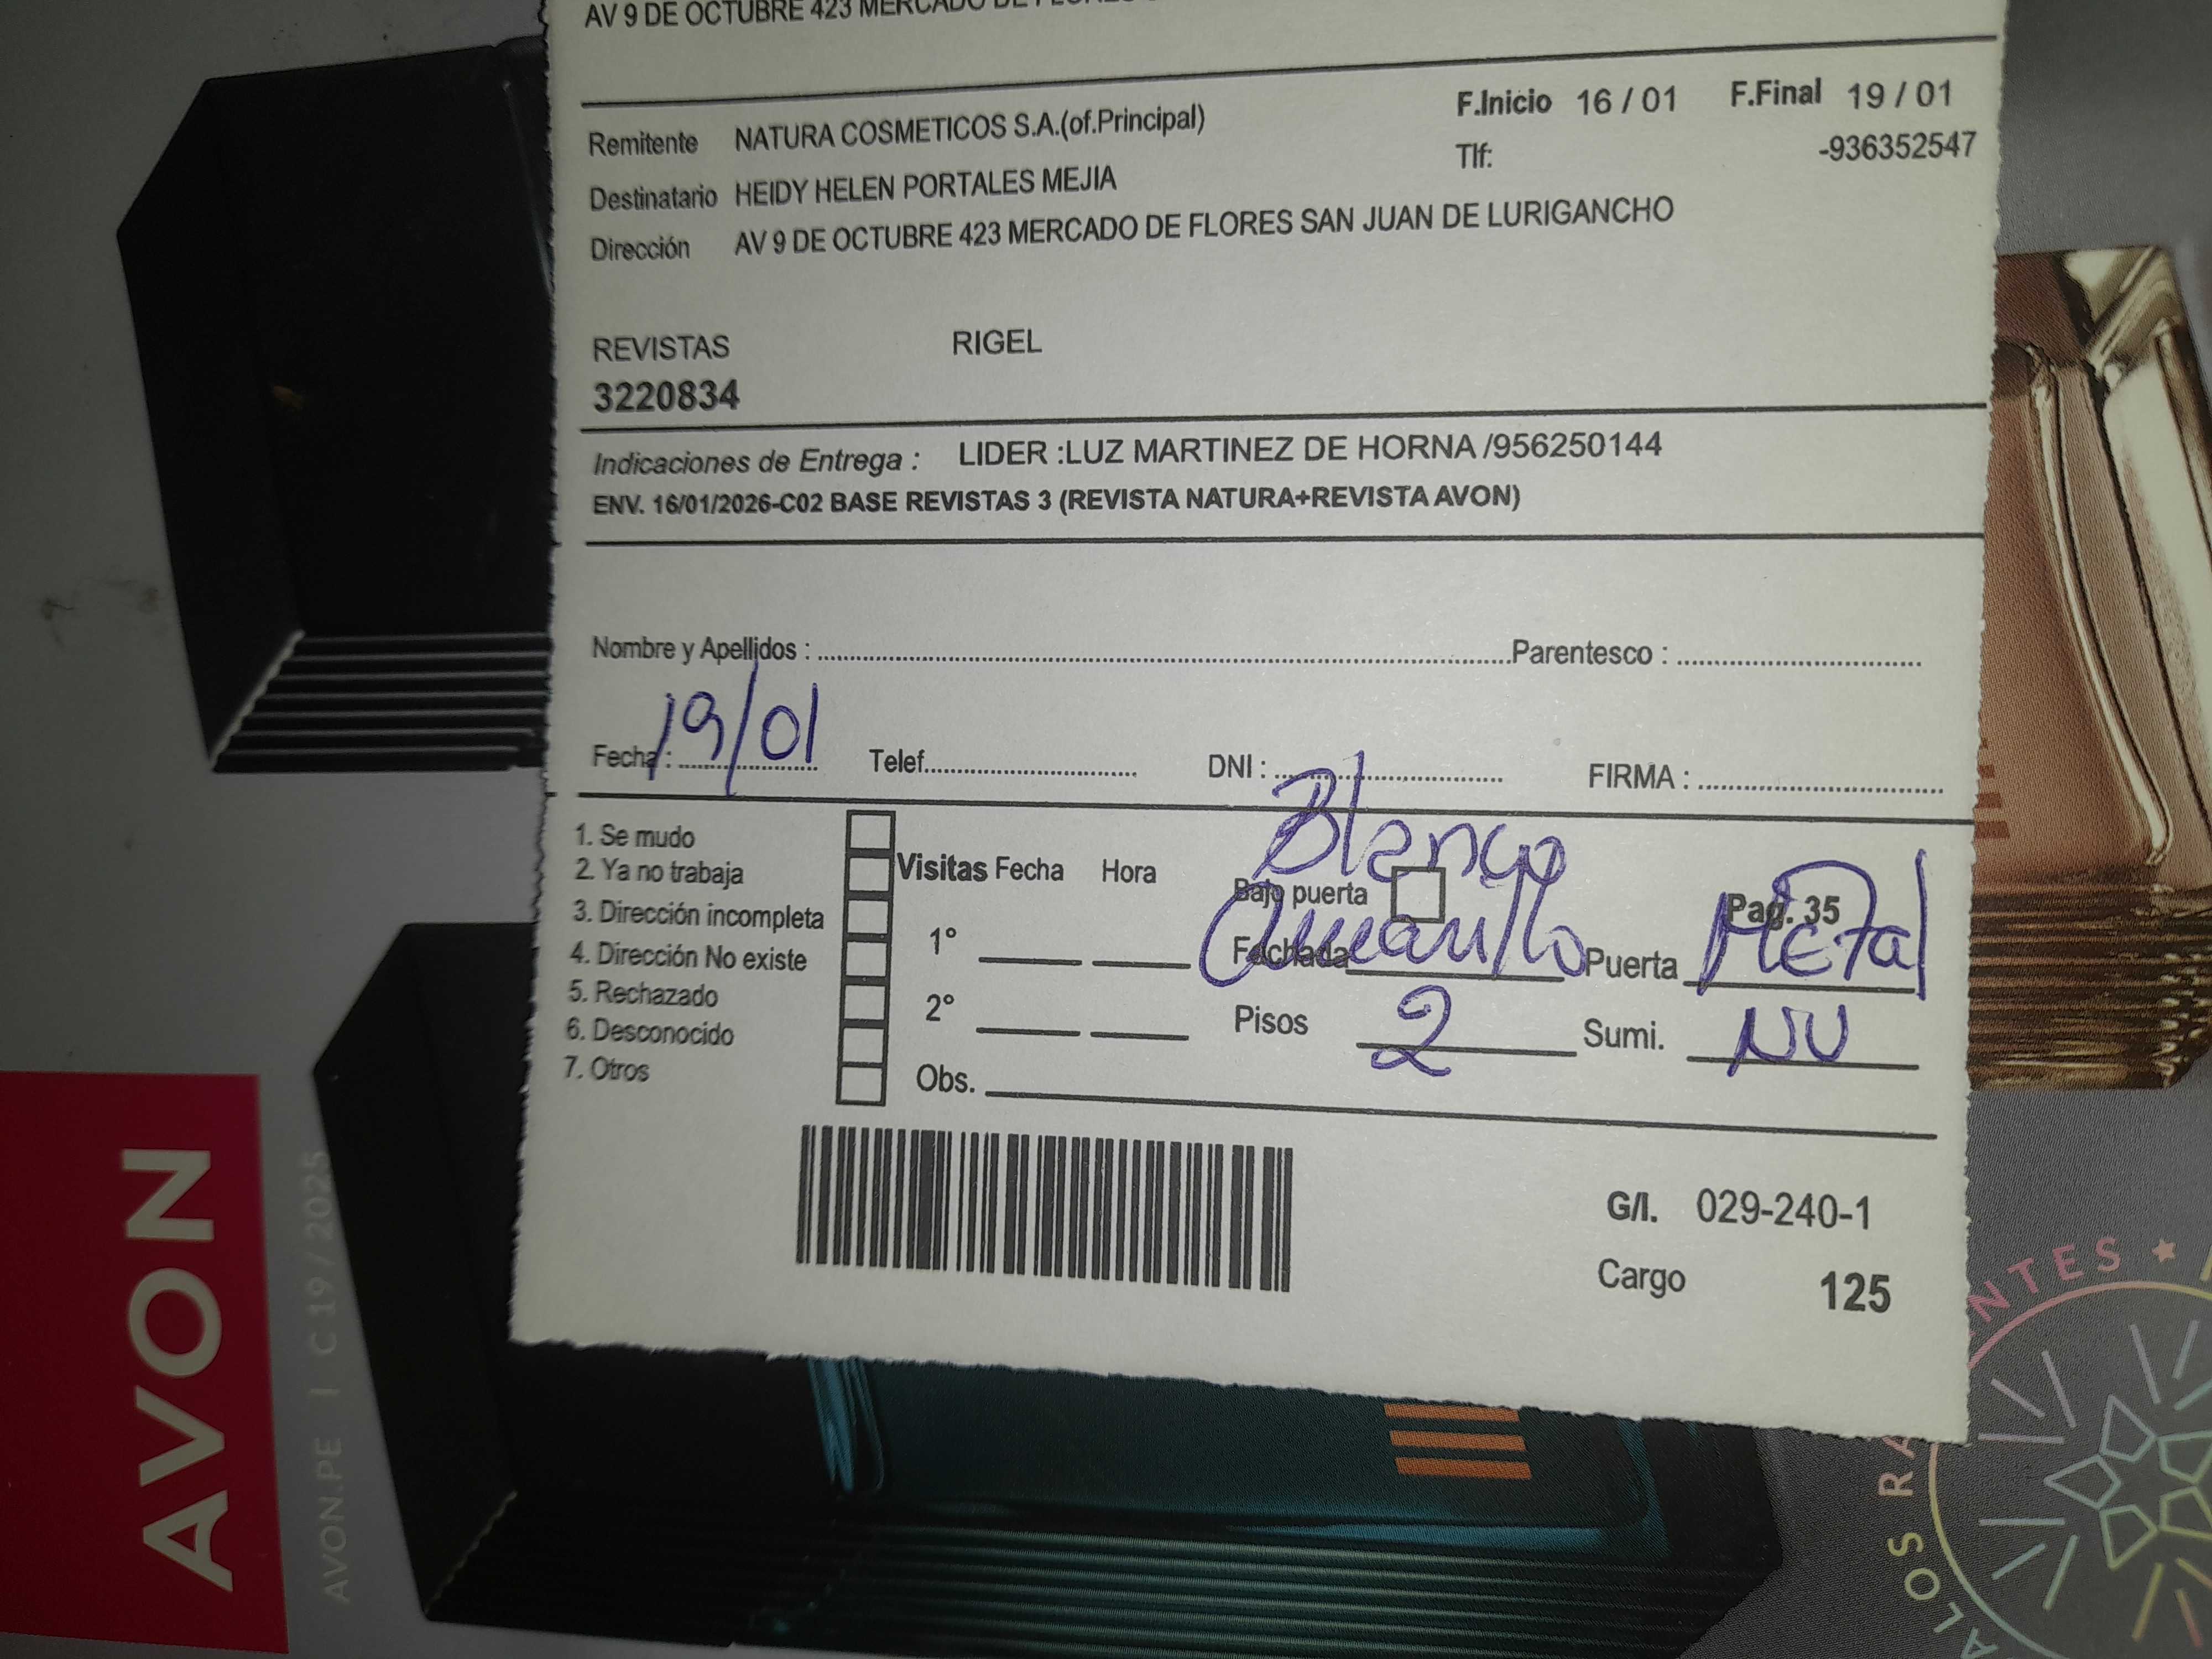 AV 9 DE OCTUBRE 423 MERCADO DE FLORES
F.Inicio 16 / 01 F.Final 19 / 01
Remitente NATURA COSMETICOS S.A.(of.Principal)
Tlf: -936352547
Destinatario HEIDY HELEN PORTALES MEJIA
Dirección AV 9 DE OCTUBRE 423 MERCADO DE FLORES SAN JUAN DE LURIGANCHO
REVISTAS RIGEL
3220834
Indicaciones de Entrega : LIDER :LUZ MARTINEZ DE HORNA /956250144
ENV. 16/01/2026-C02 BASE REVISTAS 3 (REVISTA NATURA+REVISTA AVON)
Nombre y Apellidos : Parentesco :
Fecha : 19/01 Telef. DNI : FIRMA :
1. Se mudo
2. Ya no trabaja
3. Dirección incompleta
4. Dirección No existe
5. Rechazado
6. Desconocido
7. Otros
Visitas Fecha Hora
1°
2°
Obs.
Blanco
Bajo puerta Pag. 35
Fachada Amarillo Puerta Metal
Pisos 2 Sumi. NV
G/I. 029-240-1
Cargo 125
AVON
AVON.PE | C 19 / 2025
NTES
ALOS RA